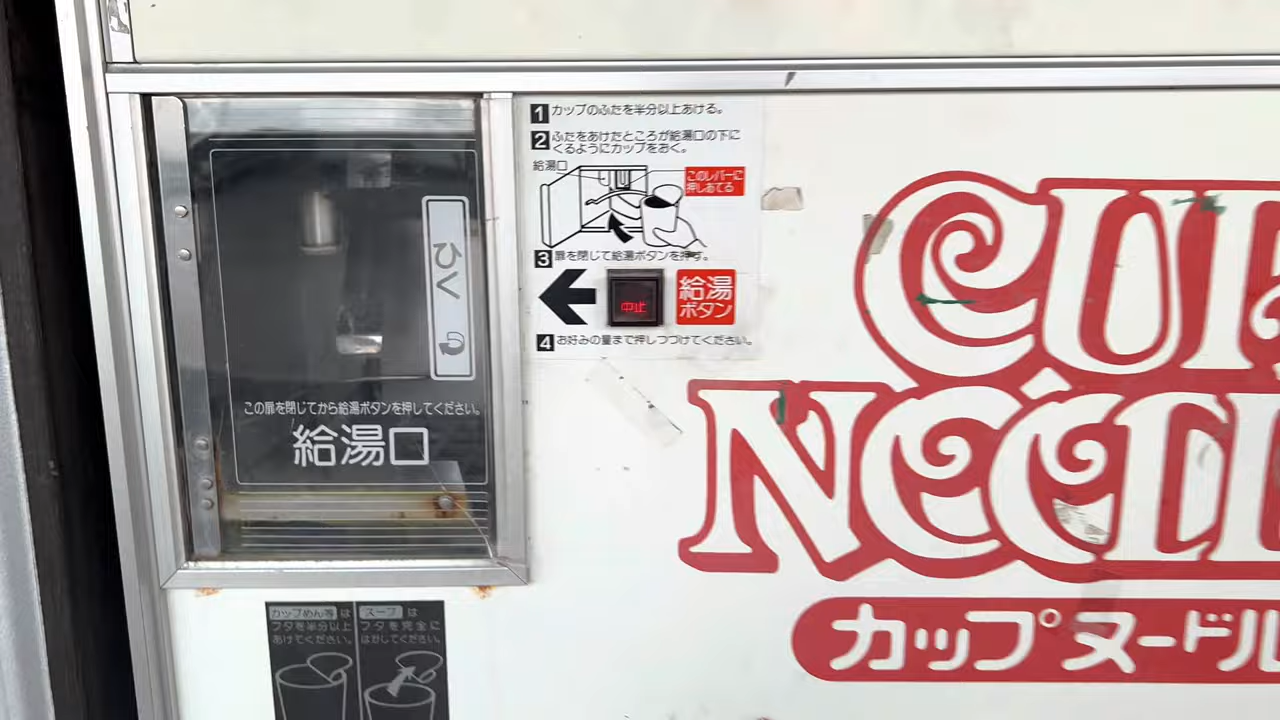 1 カップのふたを半分以上あける。
2 ふたをあけたところが給湯口の下に
くるようにカップをおく。
給湯口
このレバーに
押しあてる
3 扉を閉じて給湯ボタンを押す。
中止
給湯
ボタン
4 お好みの量まで押しつづけてください。
ひく
この扉を閉じてから給湯ボタンを押してください。
給湯口
カップめん等は
フタを半分以上
あけてください。
スープは
フタを完全に
はがしてください。
CUP
NOODL
カップヌードル